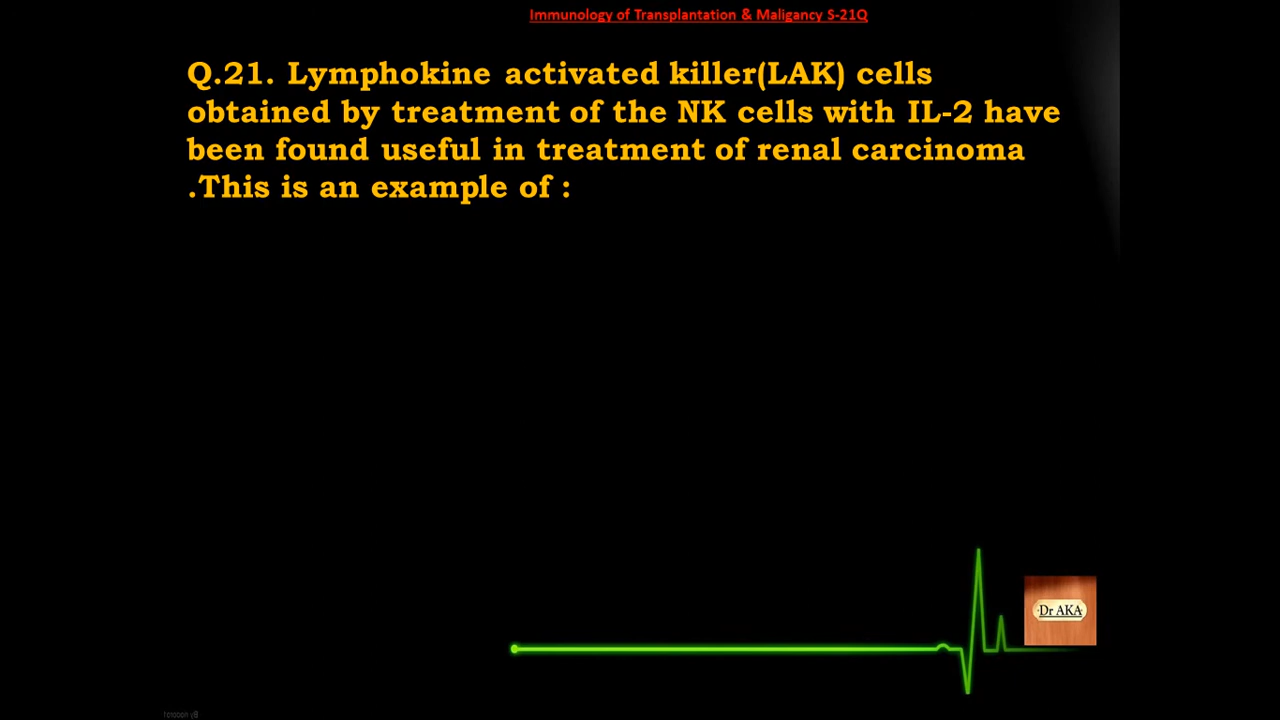 Immunology of Transplantation & Maligancy S-21Q
Q.21. Lymphokine activated killer(LAK) cells
obtained by treatment of the NK cells with IL-2 have
been found useful in treatment of renal carcinoma
.This is an example of :
Dr AKA